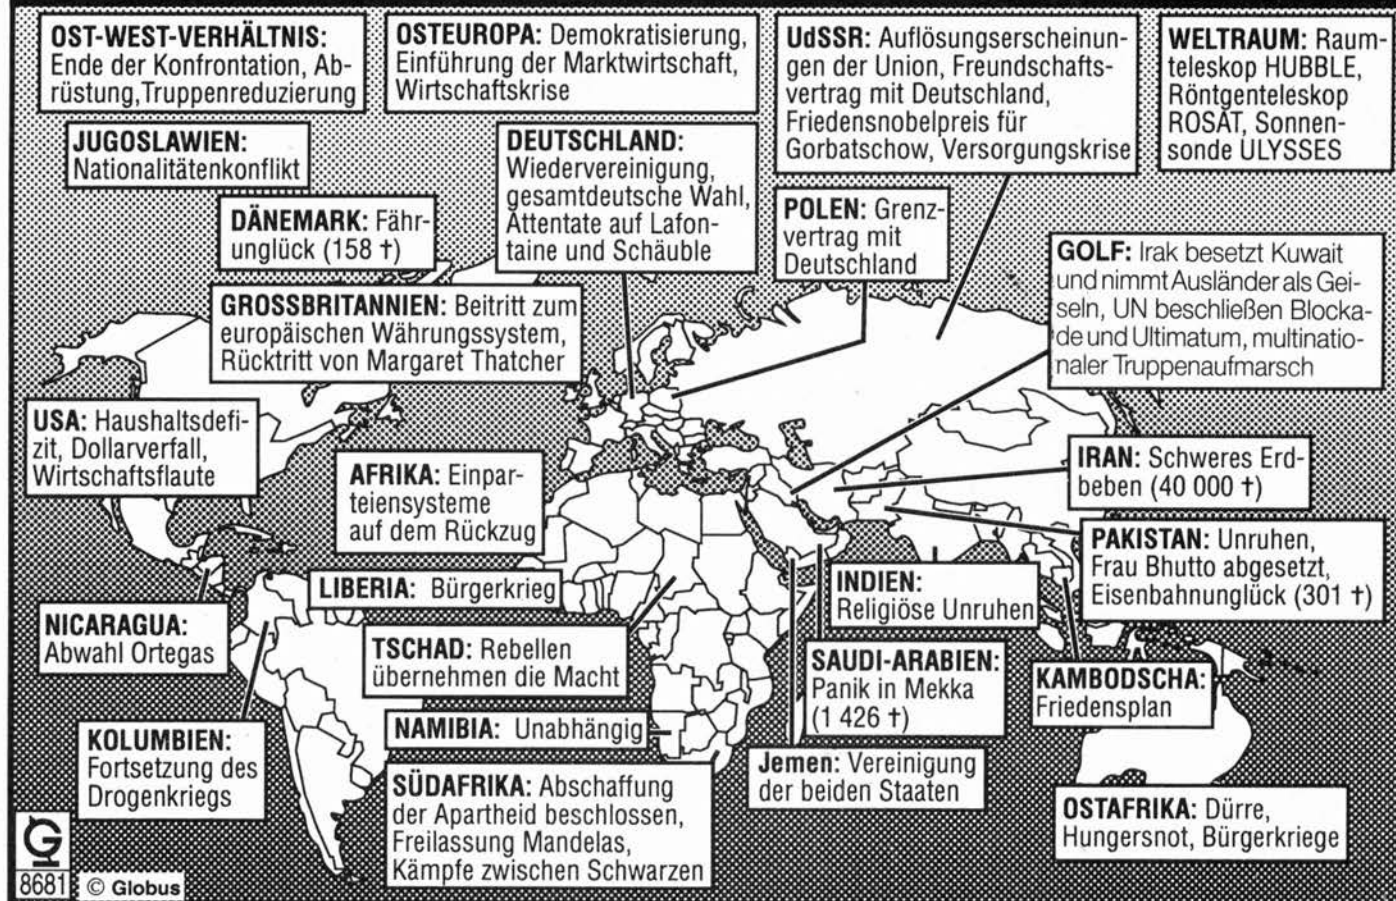 OST-WEST-VERHÄLTNIS:
Ende der Konfrontation, Ab-
rüstung, Truppenreduzierung
OSTEUROPA: Demokratisierung,
Einführung der Marktwirtschaft,
Wirtschaftskrise
UdSSR: Auflösungserscheinun-
gen der Union, Freundschafts-
vertrag mit Deutschland,
Friedensnobelpreis für
Gorbatschow, Versorgungskrise
WELTRAUM: Raum-
teleskop HUBBLE,
Röntgenteleskop
ROSAT, Sonnen-
sonde ULYSSES
JUGOSLAWIEN:
Nationalitätenkonflikt
DEUTSCHLAND:
Wiedervereinigung,
gesamtdeutsche Wahl,
Attentate auf Lafon-
taine und Schäuble
DÄNEMARK: Fähr-
unglück (158 †)
POLEN: Grenz-
vertrag mit
Deutschland
GOLF: Irak besetzt Kuwait
und nimmt Ausländer als Gei-
seln, UN beschließen Blocka-
de und Ultimatum, multinatio-
naler Truppenaufmarsch
GROSSBRITANNIEN: Beitritt zum
europäischen Währungssystem,
Rücktritt von Margaret Thatcher
USA: Haushaltsdefi-
zit, Dollarverfall,
Wirtschaftsflaute
AFRIKA: Einpar-
teiensysteme
auf dem Rückzug
IRAN: Schweres Erd-
beben (40 000 †)
PAKISTAN: Unruhen,
Frau Bhutto abgesetzt,
Eisenbahnunglück (301 †)
LIBERIA: Bürgerkrieg
INDIEN:
Religiöse Unruhen
NICARAGUA:
Abwahl Ortegas
TSCHAD: Rebellen
übernehmen die Macht
SAUDI-ARABIEN:
Panik in Mekka
(1 426 †)
KAMBODSCHA:
Friedensplan
NAMIBIA: Unabhängig
KOLUMBIEN:
Fortsetzung des
Drogenkriegs
SÜDAFRIKA: Abschaffung
der Apartheid beschlossen,
Freilassung Mandelas,
Kämpfe zwischen Schwarzen
Jemen: Vereinigung
der beiden Staaten
OSTAFRIKA: Dürre,
Hungersnot, Bürgerkriege
G
8681
© Globus